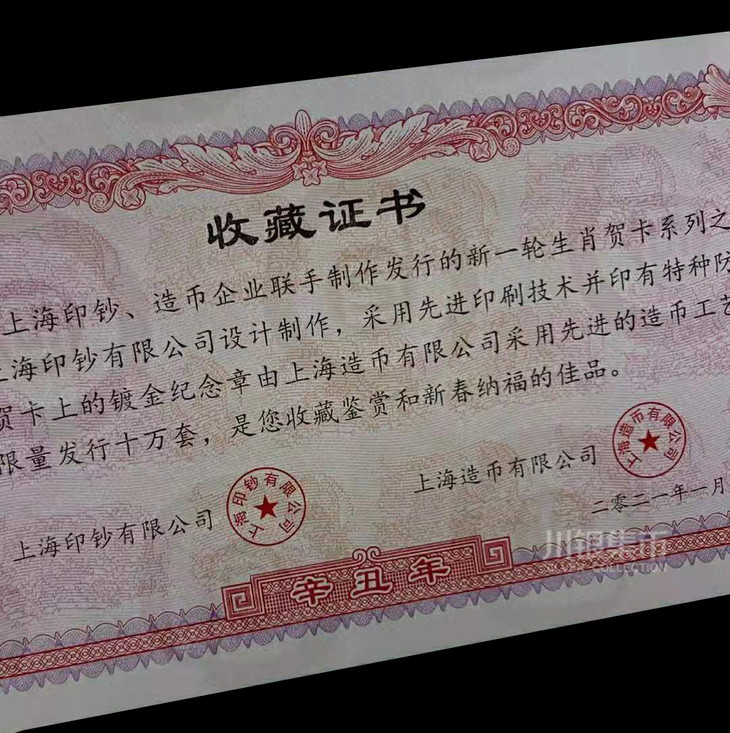 收藏证书
上海印钞、造币企业联手制作发行的新一轮生肖贺卡系列之
上海印钞有限公司设计制作，采用先进印刷技术并印有特种防
贺卡上的镀金纪念章由上海造币有限公司采用先进的造币工艺
限量发行十万套，是您收藏鉴赏和新春纳福的佳品。
上海造币有限公司
上海造币有限公司
上海印钞有限公司
上海印钞有限公司
二零二一年一月
辛丑年
川银集币
SILVER COLLECTION